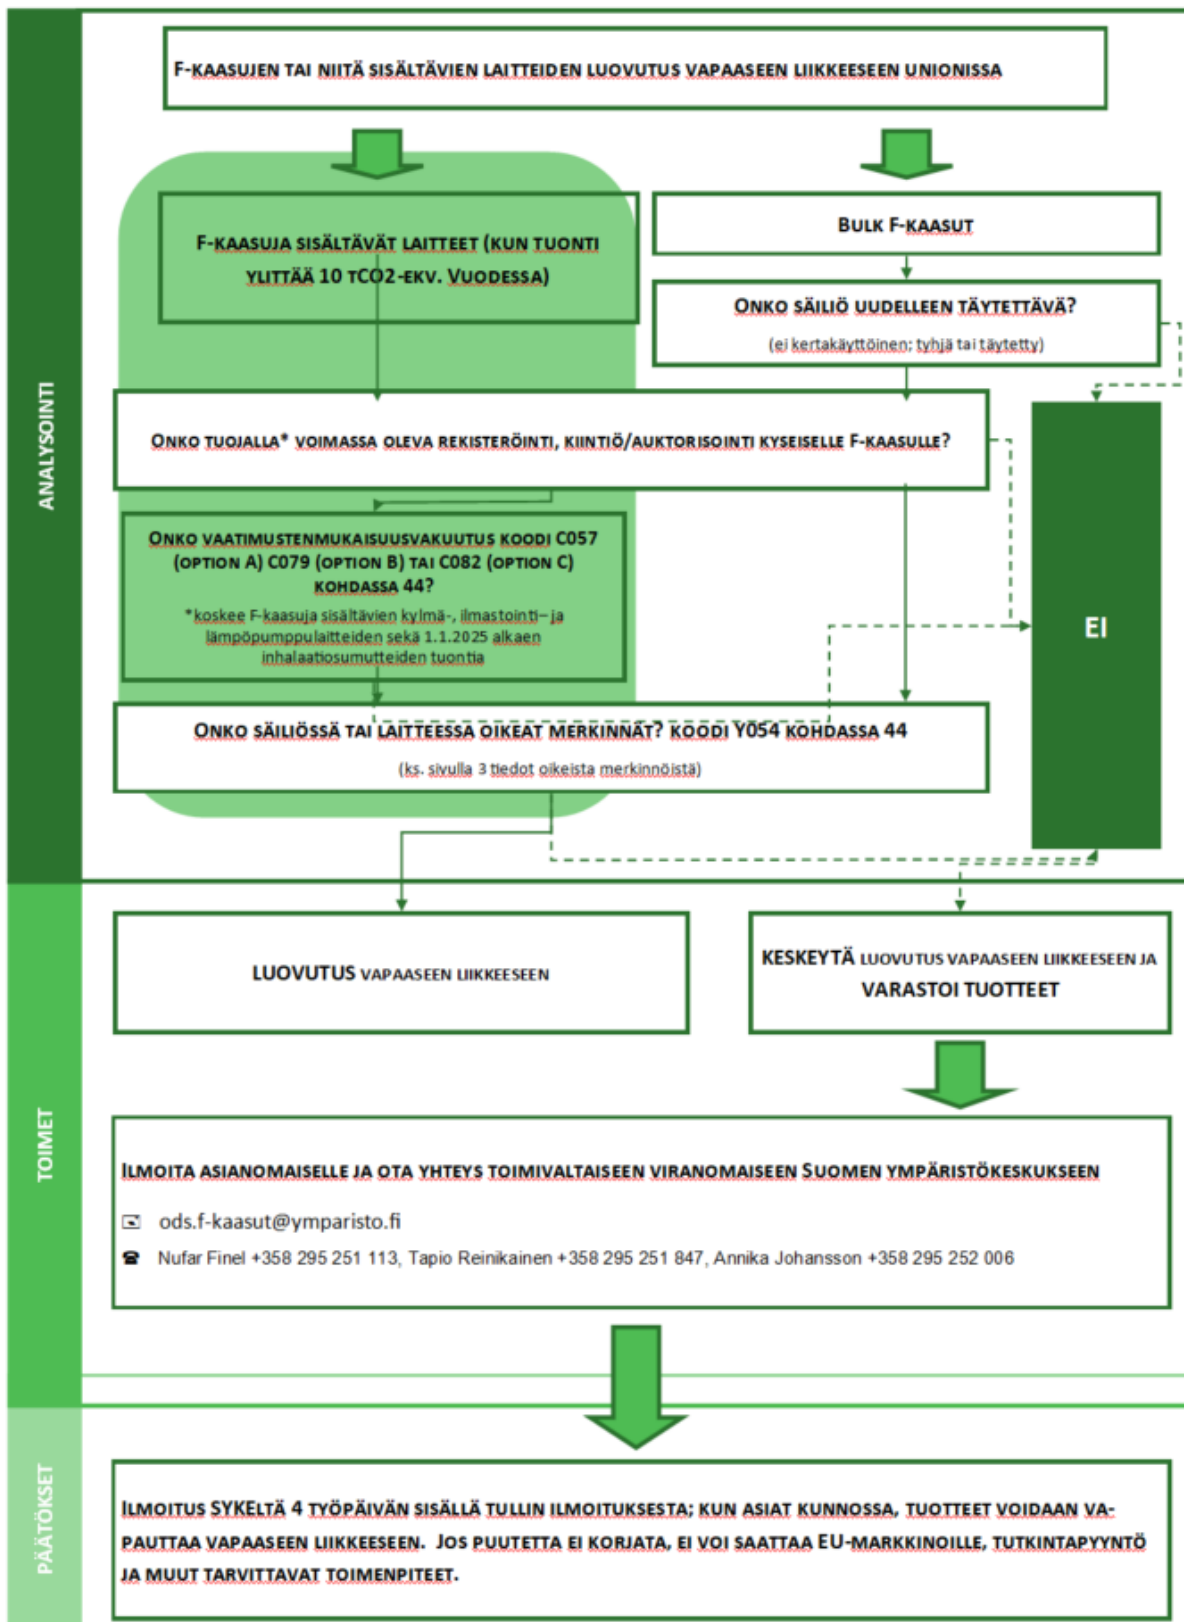 F-KAASUJEN TAI NIITÄ SISÄLTÄVIEN LAITTEIDEN LUOVUTUS VAPAASEEN LIIKKEESEEN UNIONISSA
F-KAASUJA SISÄLTÄVÄT LAITTEET (KUN TUONTI
YLITTÄÄ 10 TCO2-EKV. VUODESSA)
BULK F-KAASUT
ONKO SÄILIÖ UUDELLEEN TÄYTETTÄVÄ?
(ei kertakäyttöinen; tyhjä tai täytetty)
ANALYSOINTI
ONKO TUOJALLA* VOIMASSA OLEVA REKISTERÖINTI, KIINTIÖ/AUKTORISOINTI KYSEISELLE F-KAASULLE?
ONKO VAATIMUSTENMUKAISUUSVAKUUTUS KOODI C057
(OPTION A) C079 (OPTION B) TAI C082 (OPTION C)
KOHDASSA 44?
*koskee F-kaasuja sisältävien kylmä-, ilmastointi– ja
lämpöpumppulaitteiden sekä 1.1.2025 alkaen
inhalaatiosumutteiden tuontia
EI
ONKO SÄILIÖSSÄ TAI LAITTEESSA OIKEAT MERKINNÄT? KOODI Y054 KOHDASSA 44
(ks. sivulla 3 tiedot oikeista merkinnöistä)
TOIMET
LUOVUTUS VAPAASEEN LIIKKEESEEN
KESKEYTÄ LUOVUTUS VAPAASEEN LIIKKEESEEN JA
VARASTOI TUOTTEET
ILMOITA ASIANOMAISELLE JA OTA YHTEYS TOIMIVALTAISEEN VIRANOMAISEEN SUOMEN YMPÄRISTÖKESKUKSEEN
ods.f-kaasut@ymparisto.fi
Nufar Finel +358 295 251 113, Tapio Reinikainen +358 295 251 847, Annika Johansson +358 295 252 006
PÄÄTÖKSET
ILMOITUS SYKELTÄ 4 TYÖPÄIVÄN SISÄLLÄ TULLIN ILMOITUKSESTA; KUN ASIAT KUNNOSSA, TUOTTEET VOIDAAN VA-
PAUTTAA VAPAASEEN LIIKKEESEEN. JOS PUUTETTA EI KORJATA, EI VOI SAATTAA EU-MARKKINOILLE, TUTKINTAPYYNTÖ
JA MUUT TARVITTAVAT TOIMENPITEET.